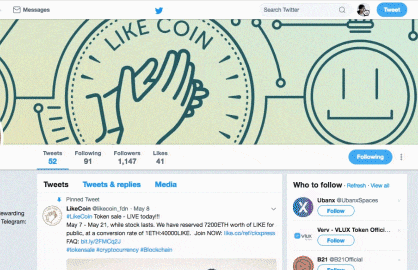 Messages
Search Twitter
Tweet
LIKE COIN
Tweets Following Followers Likes
52 91 1,147 41
Following
Tweets Tweets & replies Media
Who to follow · Refresh · View all
Pinned Tweet
LikeCoin @likecoin_fdn · May 8
#LikeCoin Token sale - LIVE today!!!
May 7 - May 21, while stock lasts. We have reserved 7200ETH worth of LIKE for
public, at a conversion rate of 1ETH:40000LIKE. Join NOW: like.co/ref/ckxpress
FAQ: bit.ly/2FMCg2J
#tokensale #cryptocurrency #Blockchain
ewarding
Telegram:
Ubanx @UbanxSpaces
Follow
Verv - VLUX Token Offici...
Follow
B21 @B21Official
Follow